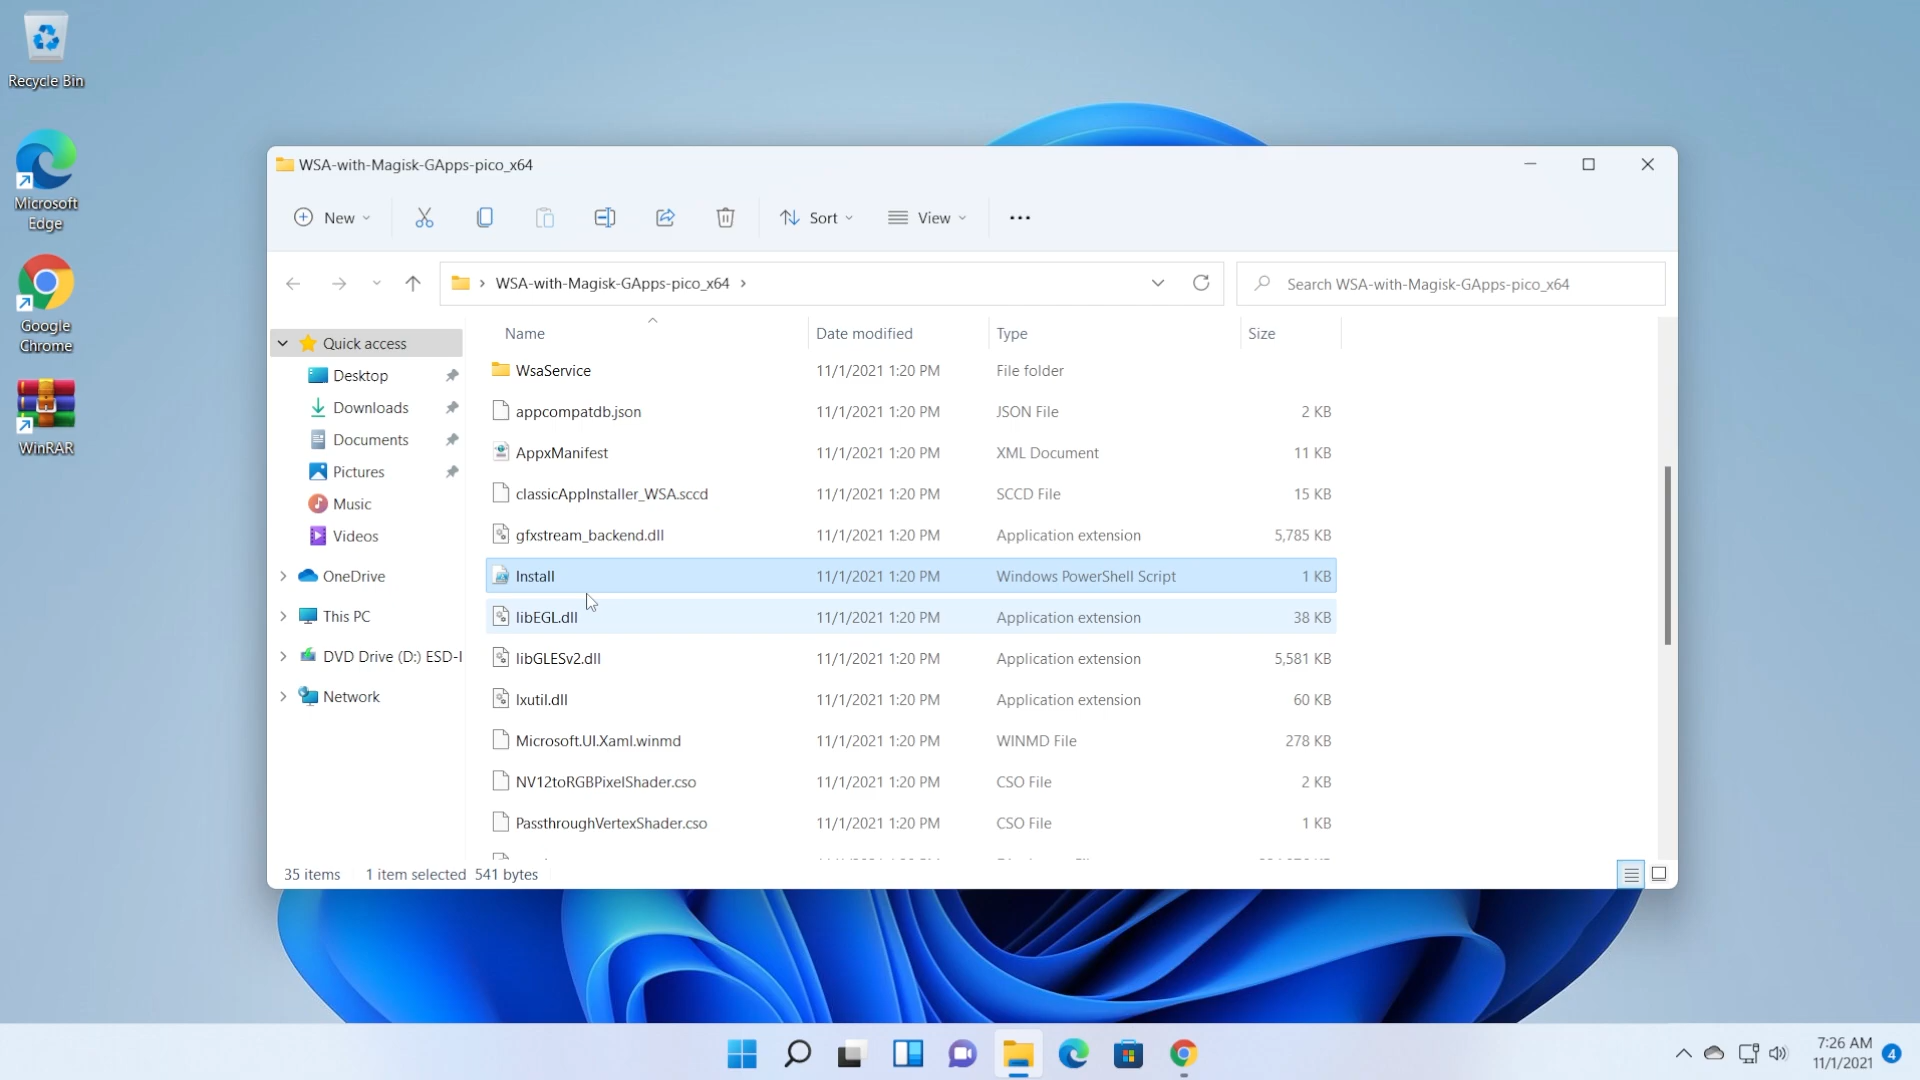 Recycle Bin
Microsoft
Edge
Google
Chrome
WinRAR
WSA-with-Magisk-GApps-pico_x64
New
Sort
View
WSA-with-Magisk-GApps-pico_x64
Search WSA-with-Magisk-GApps-pico_x64
Quick access
Desktop
Downloads
Documents
Pictures
Music
Videos
OneDrive
This PC
DVD Drive (D:) ESD-I
Network
Name Date modified Type Size
WsaService 11/1/2021 1:20 PM File folder
appcompatdb.json 11/1/2021 1:20 PM JSON File 2 KB
AppxManifest 11/1/2021 1:20 PM XML Document 11 KB
classicAppInstaller_WSA.sccd 11/1/2021 1:20 PM SCCD File 15 KB
gfxstream_backend.dll 11/1/2021 1:20 PM Application extension 5,785 KB
Install 11/1/2021 1:20 PM Windows PowerShell Script 1 KB
libEGL.dll 11/1/2021 1:20 PM Application extension 38 KB
libGLESv2.dll 11/1/2021 1:20 PM Application extension 5,581 KB
lxutil.dll 11/1/2021 1:20 PM Application extension 60 KB
Microsoft.UI.Xaml.winmd 11/1/2021 1:20 PM WINMD File 278 KB
NV12toRGBPixelShader.cso 11/1/2021 1:20 PM CSO File 2 KB
PassthroughVertexShader.cso 11/1/2021 1:20 PM CSO File 1 KB
35 items 1 item selected 541 bytes
7:26 AM
11/1/2021
4